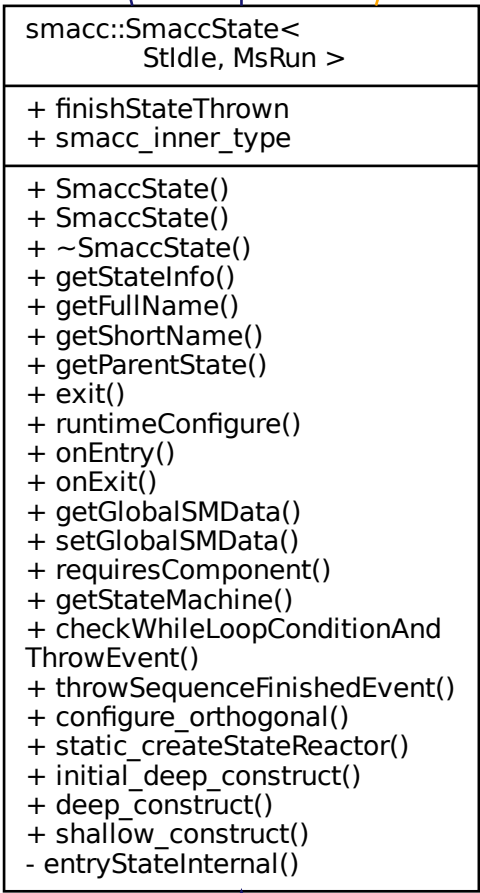 smacc::SmaccState<
StIdle, MsRun >
+ finishStateThrown
+ smacc_inner_type
+ SmaccState()
+ SmaccState()
+ ~SmaccState()
+ getStateInfo()
+ getFullName()
+ getShortName()
+ getParentState()
+ exit()
+ runtimeConfigure()
+ onEntry()
+ onExit()
+ getGlobalSMData()
+ setGlobalSMData()
+ requiresComponent()
+ getStateMachine()
+ checkWhileLoopConditionAnd
ThrowEvent()
+ throwSequenceFinishedEvent()
+ configure_orthogonal()
+ static_createStateReactor()
+ initial_deep_construct()
+ deep_construct()
+ shallow_construct()
- entryStateInternal()